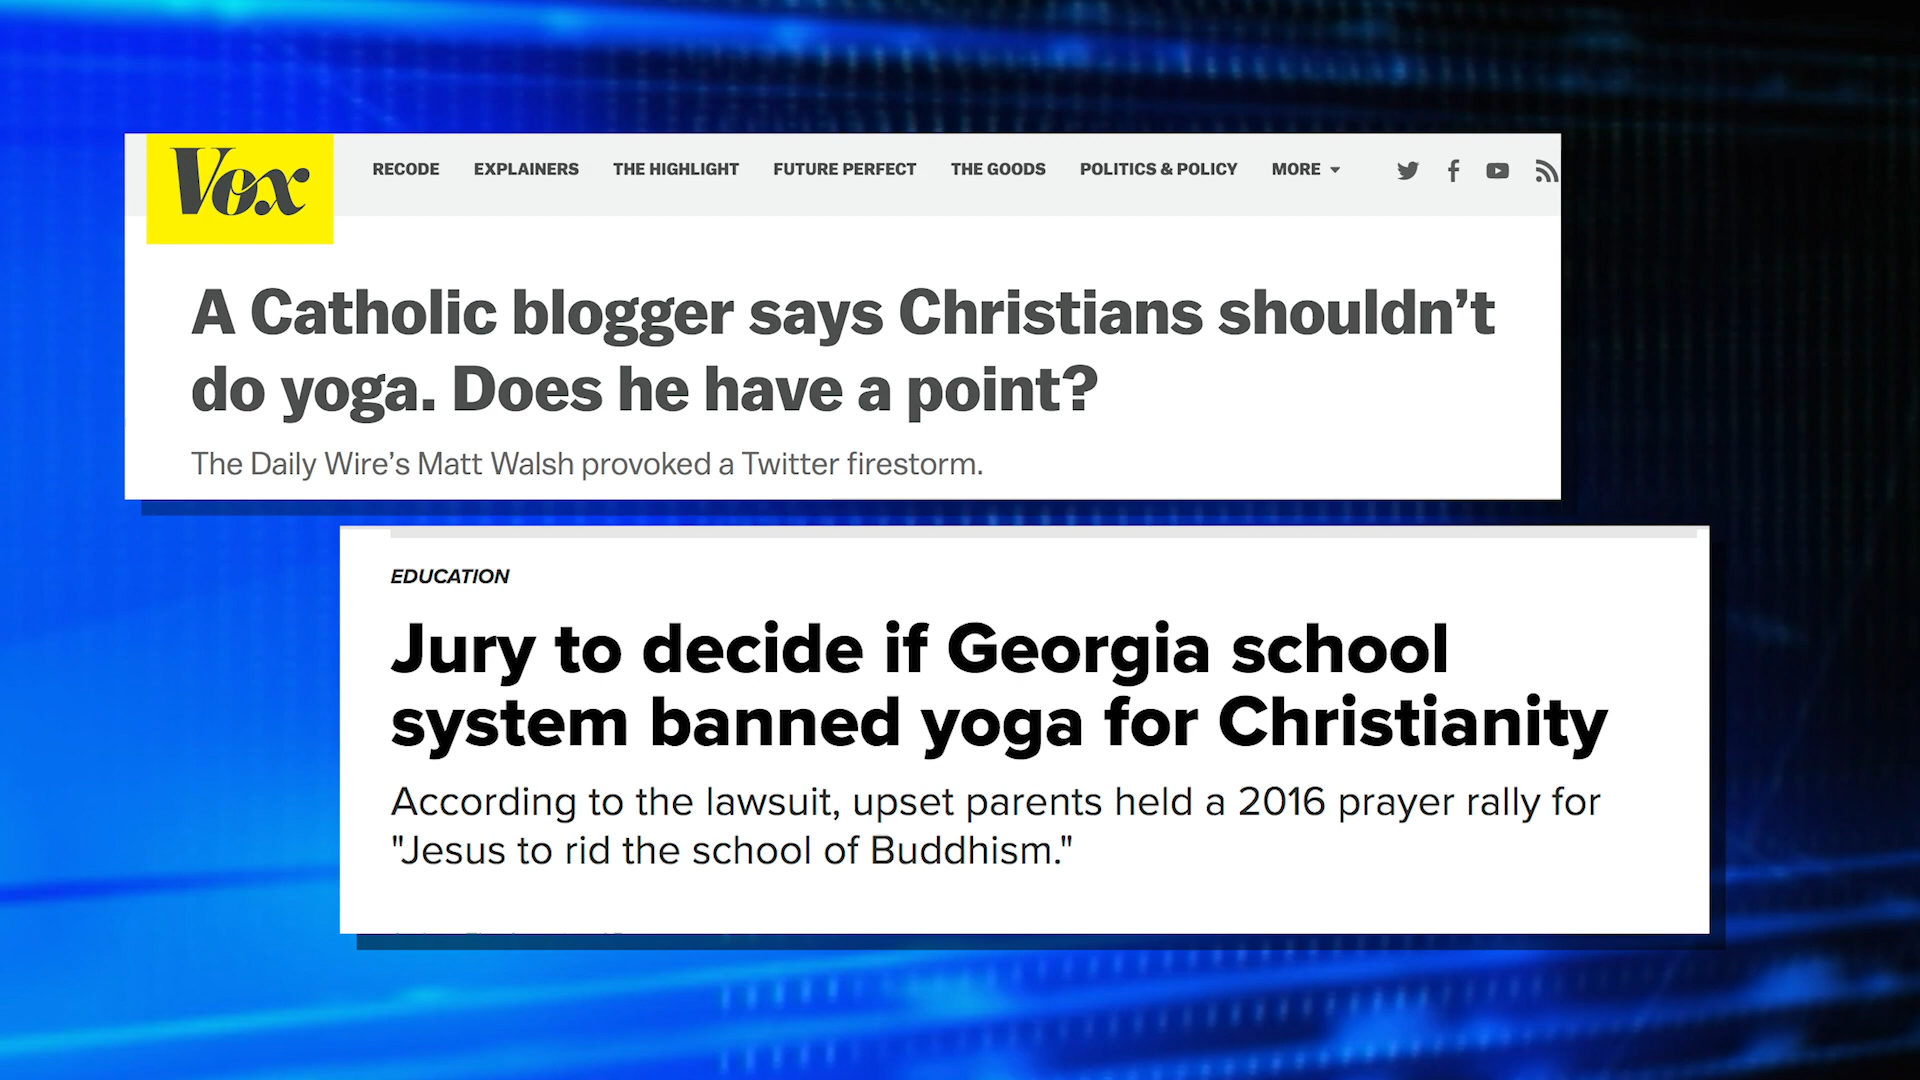 Vox
RECODE EXPLAINERS THE HIGHLIGHT FUTURE PERFECT THE GOODS POLITICS & POLICY MORE
A Catholic blogger says Christians shouldn’t
do yoga. Does he have a point?
The Daily Wire’s Matt Walsh provoked a Twitter firestorm.
EDUCATION
Jury to decide if Georgia school
system banned yoga for Christianity
According to the lawsuit, upset parents held a 2016 prayer rally for
"Jesus to rid the school of Buddhism."